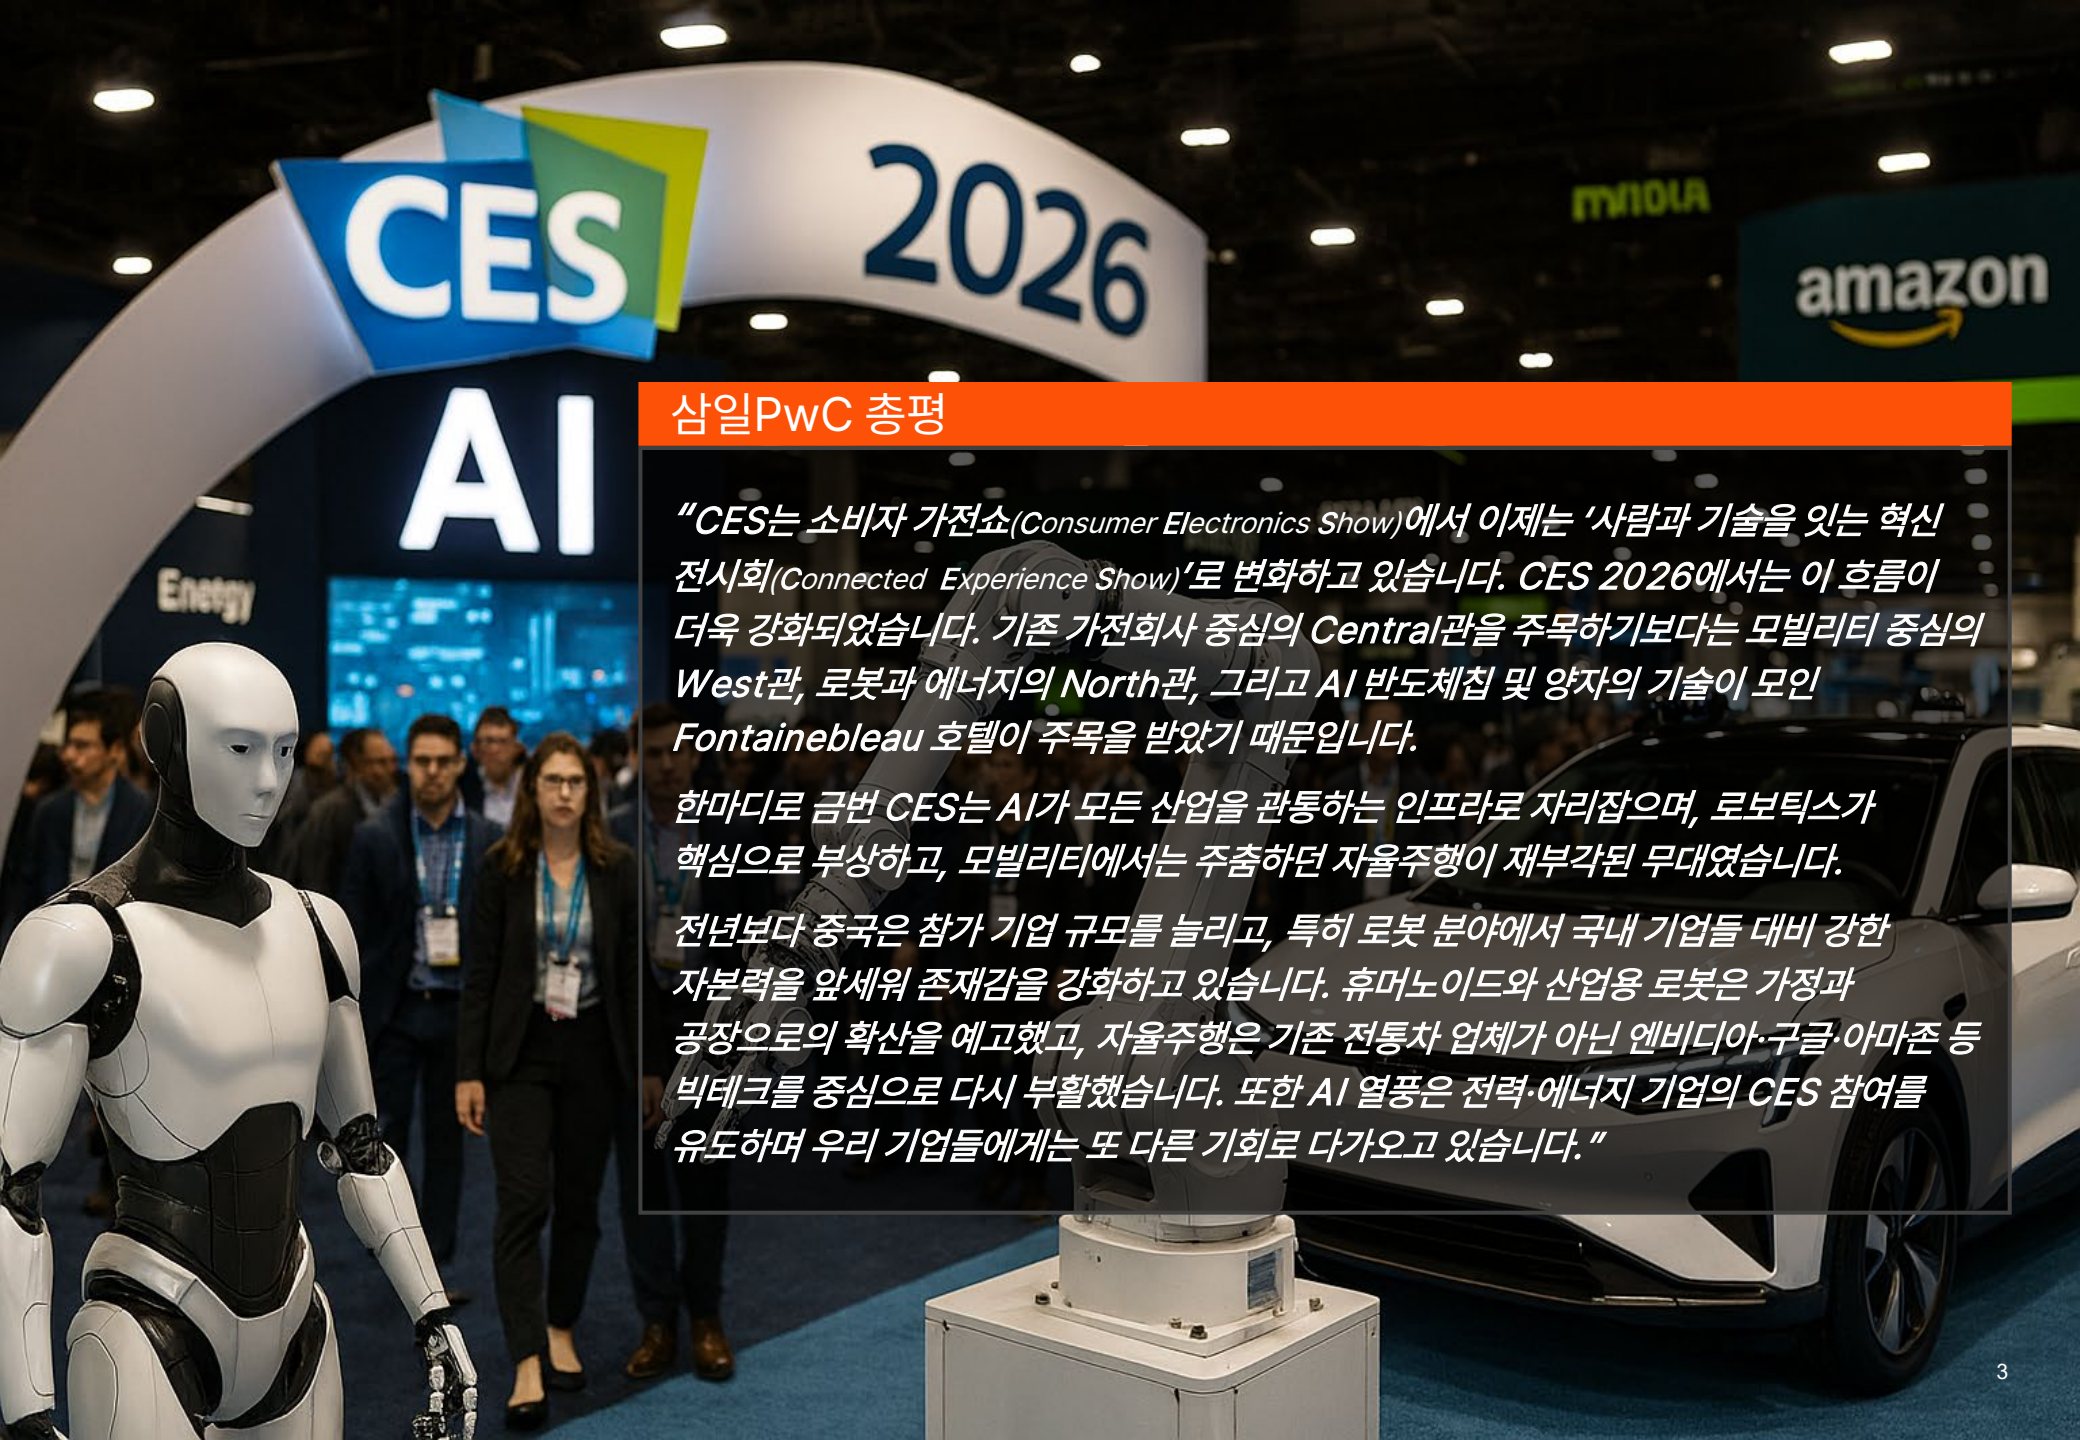 CES
2026
amazon
AI
Energy
삼일PwC 총평
“CES는 소비자 가전쇼(Consumer Electronics Show)에서 이제는 ‘사람과 기술을 잇는 혁신
전시회(Connected Experience Show)’로 변화하고 있습니다. CES 2026에서는 이 흐름이
더욱 강화되었습니다. 기존 가전회사 중심의 Central관을 주목하기보다는 모빌리티 중심의
West관, 로봇과 에너지의 North관, 그리고 AI 반도체칩 및 양자의 기술이 모인
Fontainebleau 호텔이 주목을 받았기 때문입니다.
한마디로 금번 CES는 AI가 모든 산업을 관통하는 인프라로 자리잡으며, 로보틱스가
핵심으로 부상하고, 모빌리티에서는 주춤하던 자율주행이 재부각된 무대였습니다.
전년보다 중국은 참가 기업 규모를 늘리고, 특히 로봇 분야에서 국내 기업들 대비 강한
자본력을 앞세워 존재감을 강화하고 있습니다. 휴머노이드와 산업용 로봇은 가정과
공장으로의 확산을 예고했고, 자율주행은 기존 전통차 업체가 아닌 엔비디아·구글·아마존 등
빅테크를 중심으로 다시 부활했습니다. 또한 AI 열풍은 전력·에너지 기업의 CES 참여를
유도하며 우리 기업들에게는 또 다른 기회로 다가오고 있습니다.”
3